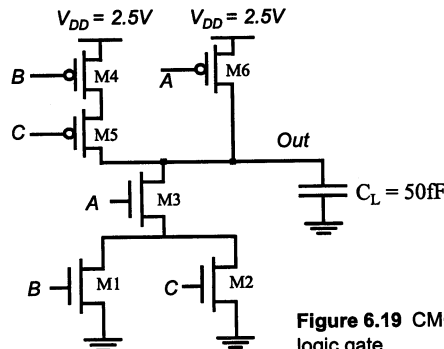 V_DD = 2.5V V_DD = 2.5V
B M4 A M6
C M5
Out
A M3
C_L = 50fF
B M1 C M2
Figure 6.19 CM
logic gate